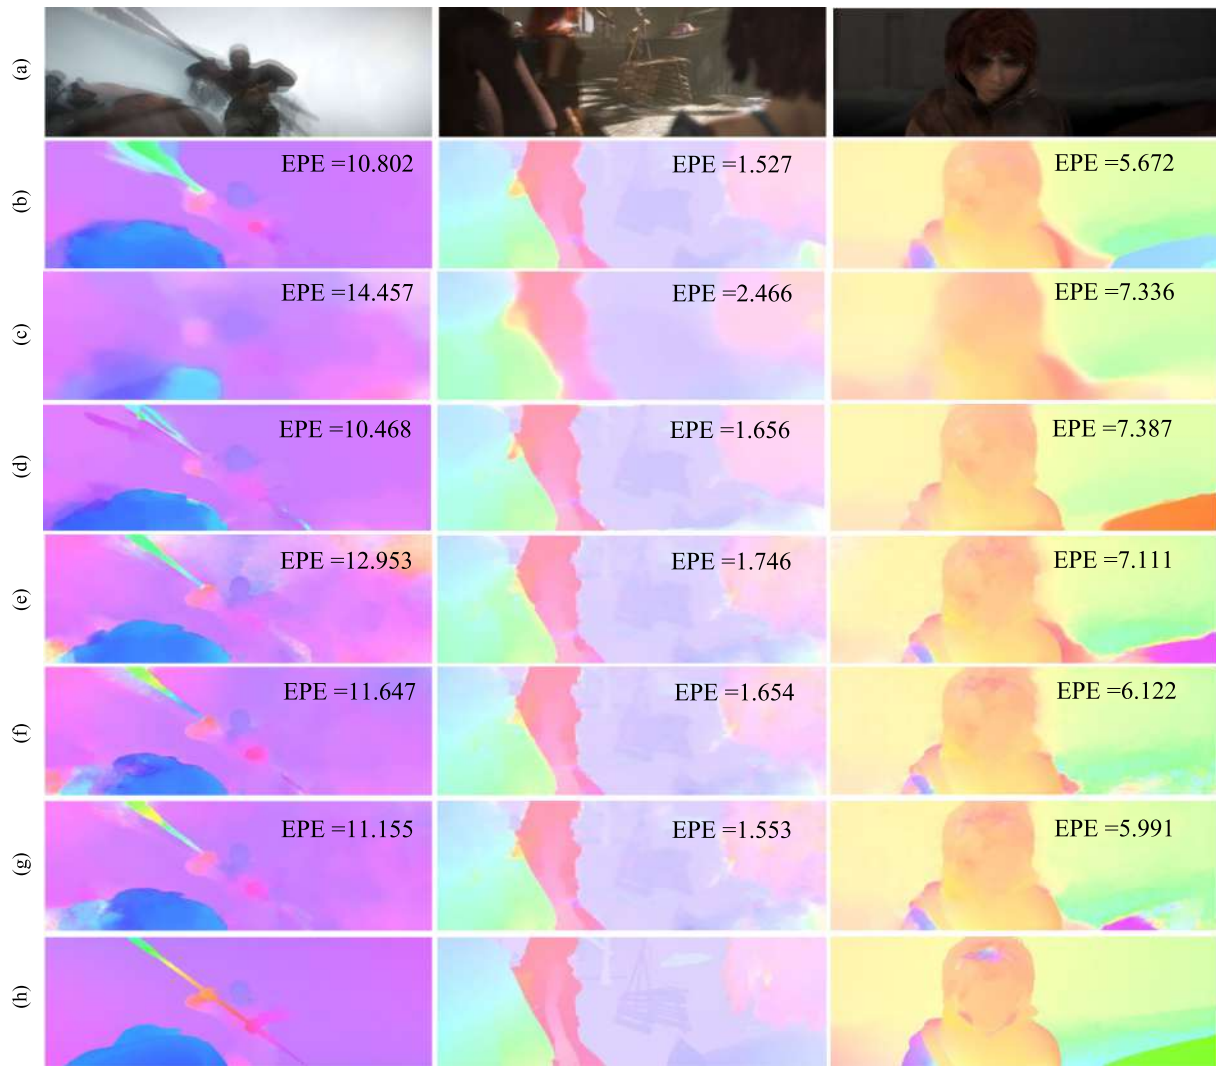 (a)
(b) EPE =10.802 EPE =1.527 EPE =5.672
(c) EPE =14.457 EPE =2.466 EPE =7.336
(d) EPE =10.468 EPE =1.656 EPE =7.387
(e) EPE =12.953 EPE =1.746 EPE =7.111
(f) EPE =11.647 EPE =1.654 EPE =6.122
(g) EPE =11.155 EPE =1.553 EPE =5.991
(h)